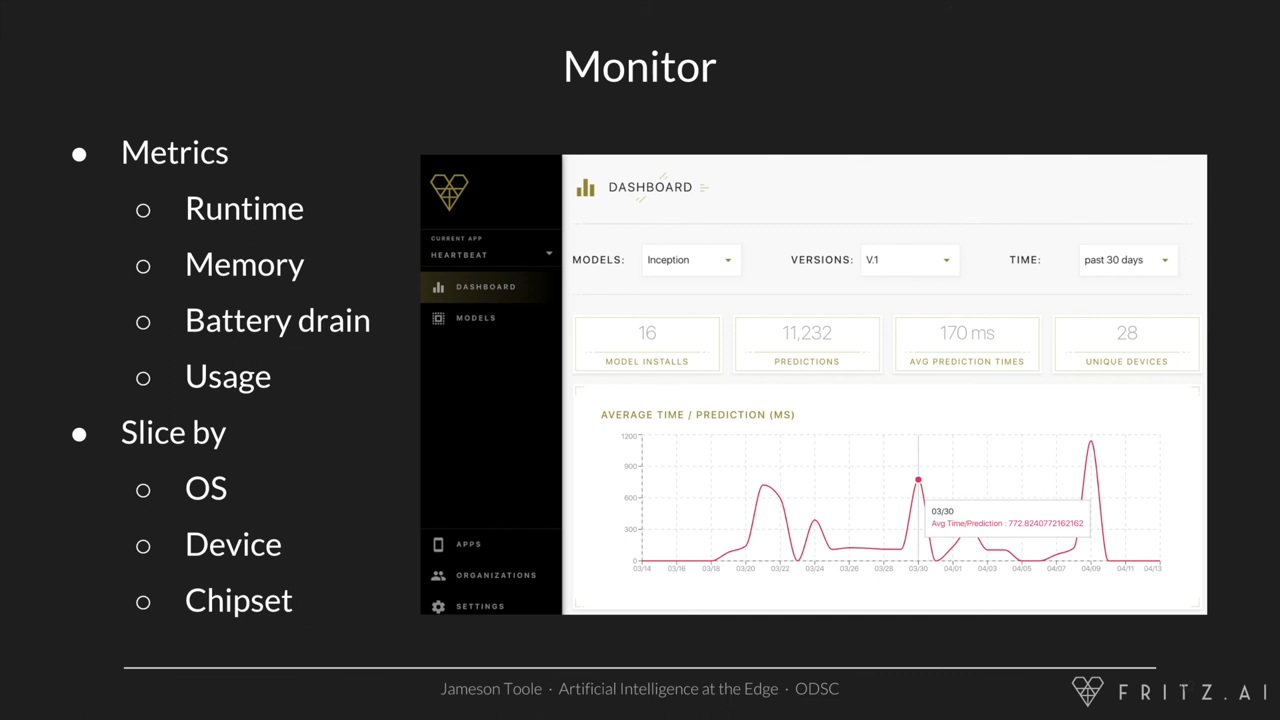 Monitor
● Metrics
○ Runtime
○ Memory
○ Battery drain
○ Usage
● Slice by
○ OS
○ Device
○ Chipset
CURRENT APP
HEARTBEAT
DASHBOARD
MODELS
APPS
ORGANIZATIONS
SETTINGS
DASHBOARD
MODELS: Inception VERSIONS: V.1 TIME: past 30 days
16 11,232 170 ms 28
MODEL INSTALLS PREDICTIONS AVG PREDICTION TIMES UNIQUE DEVICES
AVERAGE TIME / PREDICTION (MS)
1200
900
600
300
0
03/30
Avg Time/Prediction : 772.8240772162162
03/14 03/16 03/18 03/20 03/22 03/24 03/26 03/28 03/30 04/01 04/03 04/05 04/07 04/09 04/11 04/13
Jameson Toole · Artificial Intelligence at the Edge · ODSC
FRITZ.AI